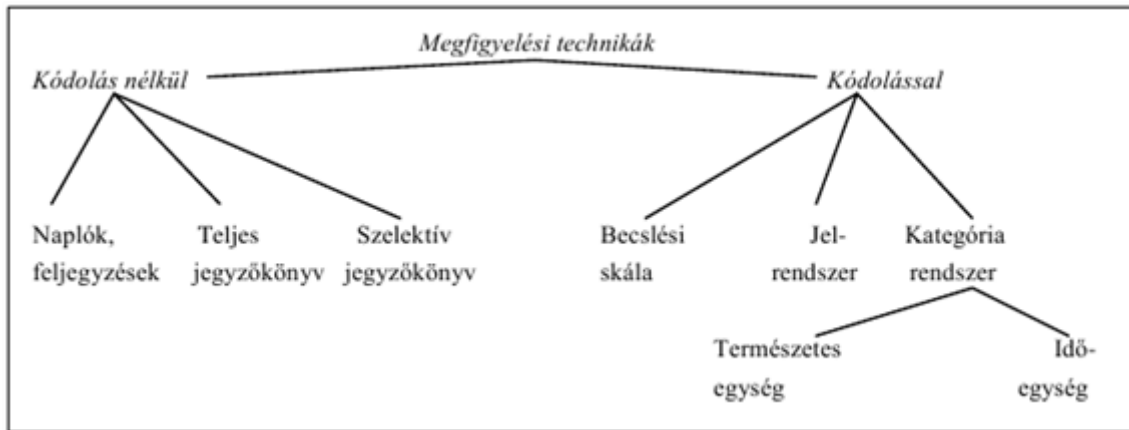 Megfigyelési technikák
Kódolás nélkül
Kódolással
Naplók,
feljegyzések
Teljes
jegyzőkönyv
Szelektív
jegyzőkönyv
Becslési
skála
Jel-
rendszer
Kategória
rendszer
Természetes
egység
Idő-
egység